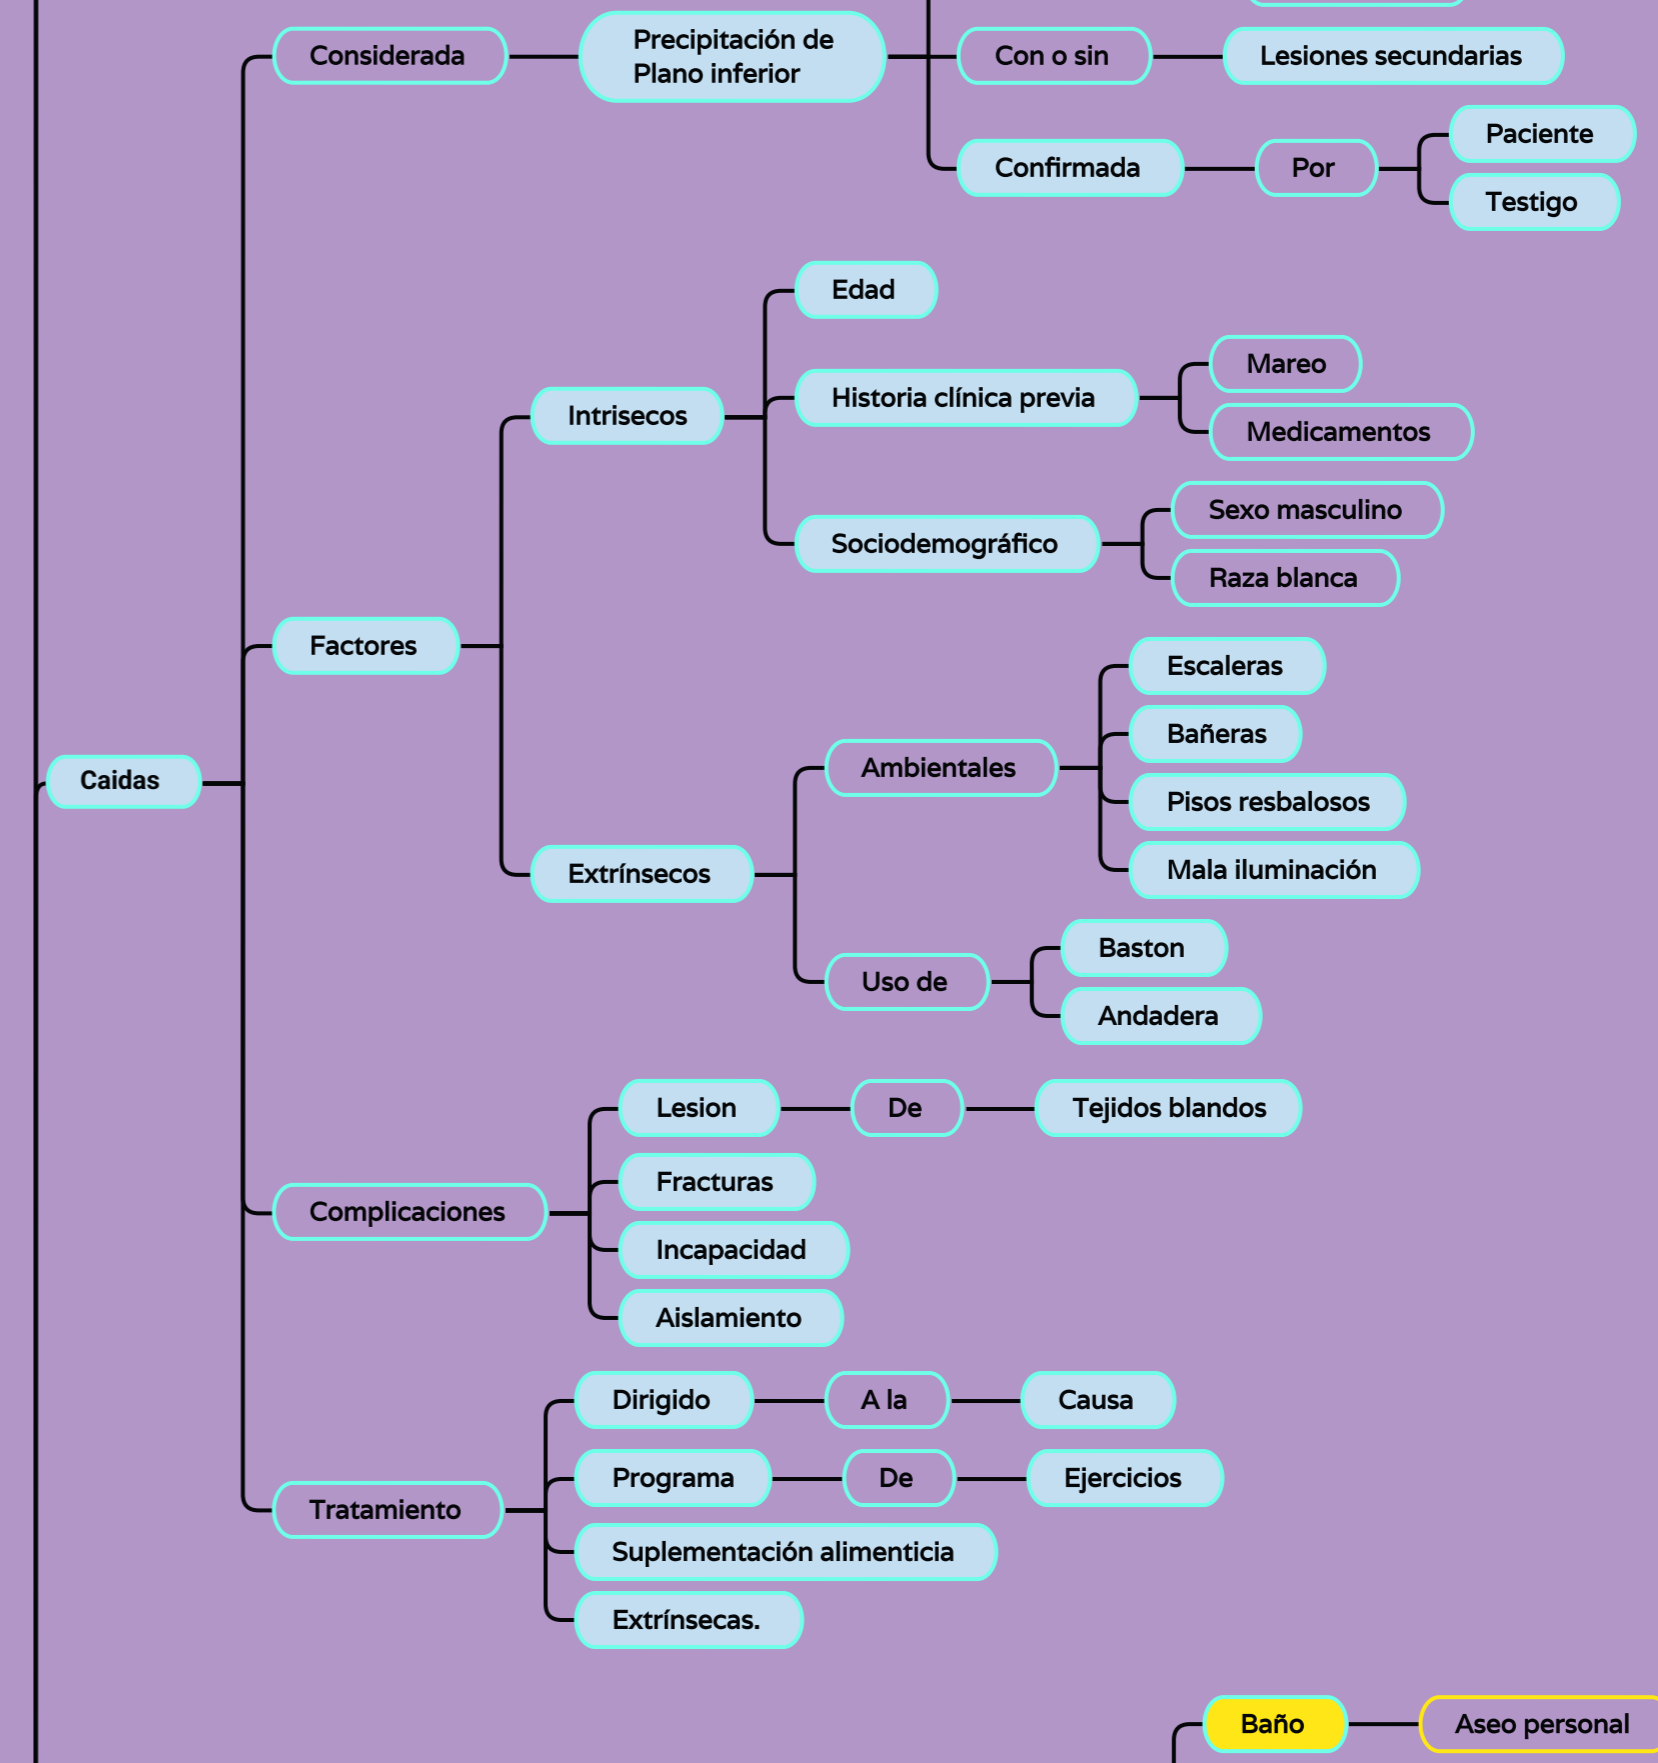 Considerada
Precipitación de
Plano inferior
Con o sin
Lesiones secundarias
Confirmada
Por
Paciente
Testigo
Caidas
Factores
Intrisecos
Edad
Historia clínica previa
Mareo
Medicamentos
Sociodemográfico
Sexo masculino
Raza blanca
Extrínsecos
Ambientales
Escaleras
Bañeras
Pisos resbalosos
Mala iluminación
Uso de
Baston
Andadera
Complicaciones
Lesion
De
Tejidos blandos
Fracturas
Incapacidad
Aislamiento
Tratamiento
Dirigido
A la
Causa
Programa
De
Ejercicios
Suplementación alimenticia
Extrínsecas.
Baño
Aseo personal